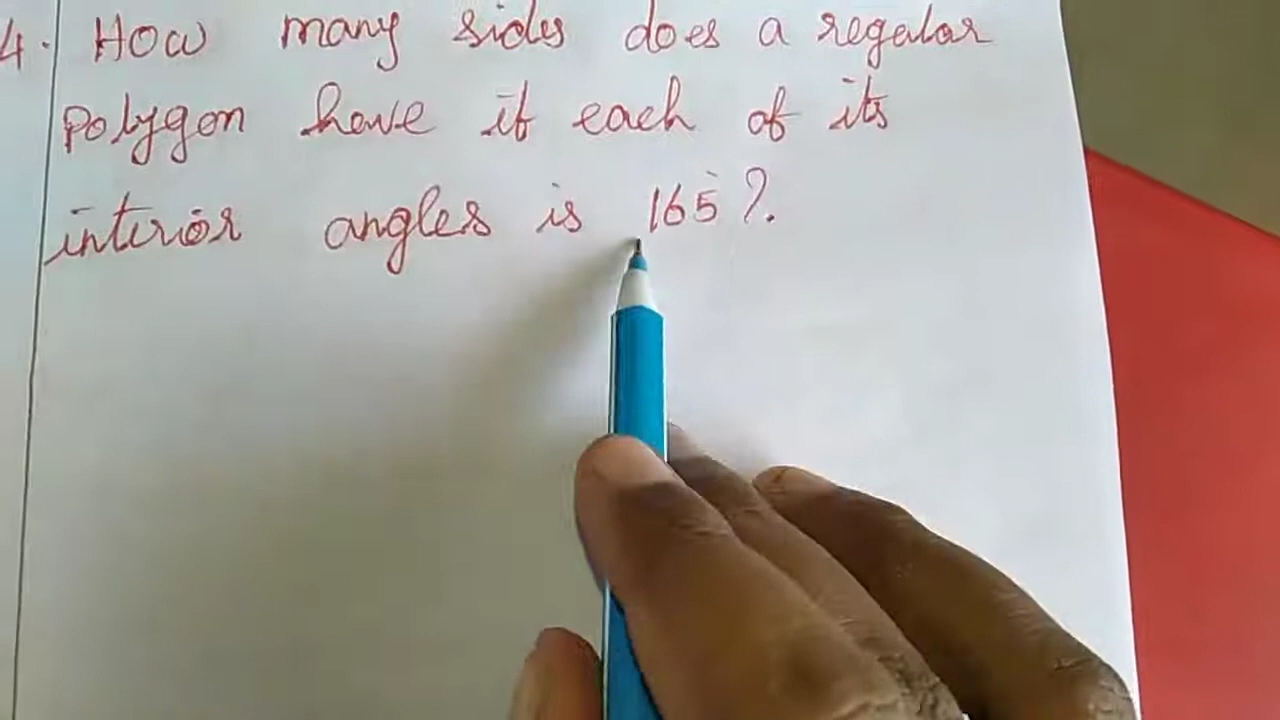 4. How many sides does a regular
polygon have if each of its
interior angles is 165°?.